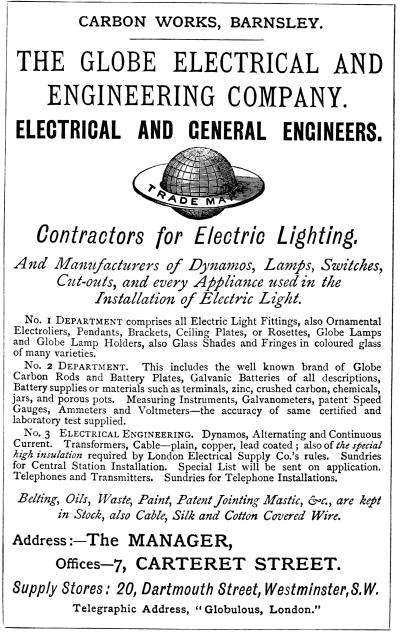 CARBON WORKS, BARNSLEY.
THE GLOBE ELECTRICAL AND
ENGINEERING COMPANY.
ELECTRICAL AND GENERAL ENGINEERS.
TRADE MARK
Contractors for Electric Lighting.
And Manufacturers of Dynamos, Lamps, Switches,
Cut-outs, and every Appliance used in the
Installation of Electric Light.
No. 1 DEPARTMENT comprises all Electric Light Fittings, also Ornamental
Electroliers, Pendants, Brackets, Ceiling Plates, or Rosettes, Globe Lamps
and Globe Lamp Holders, also Glass Shades and Fringes in coloured glass
of many varieties.
No. 2 DEPARTMENT. This includes the well known brand of Globe
Carbon Rods and Battery Plates, Galvanic Batteries of all descriptions,
Battery supplies or materials such as terminals, zinc, crushed carbon, chemicals,
jars, and porous pots. Measuring Instruments, Galvanometers, patent Speed
Gauges, Ammeters and Voltmeters—the accuracy of same certified and
laboratory test supplied.
No. 3 ELECTRICAL ENGINEERING. Dynamos, Alternating and Continuous
Current. Transformers, Cable—plain, copper, lead coated; also of the special
high insulation required by London Electrical Supply Co.'s rules. Sundries
for Central Station Installation. Special List will be sent on application.
Telephones and Transmitters. Sundries for Telephone Installations.
Belting, Oils, Waste, Paint, Patent Jointing Mastic, &c., are kept
in Stock, also Cable, Silk and Cotton Covered Wire.
Address:—The MANAGER,
Offices—7, CARTERET STREET.
Supply Stores: 20, Dartmouth Street, Westminster, S.W.
Telegraphic Address, "Globulous, London."